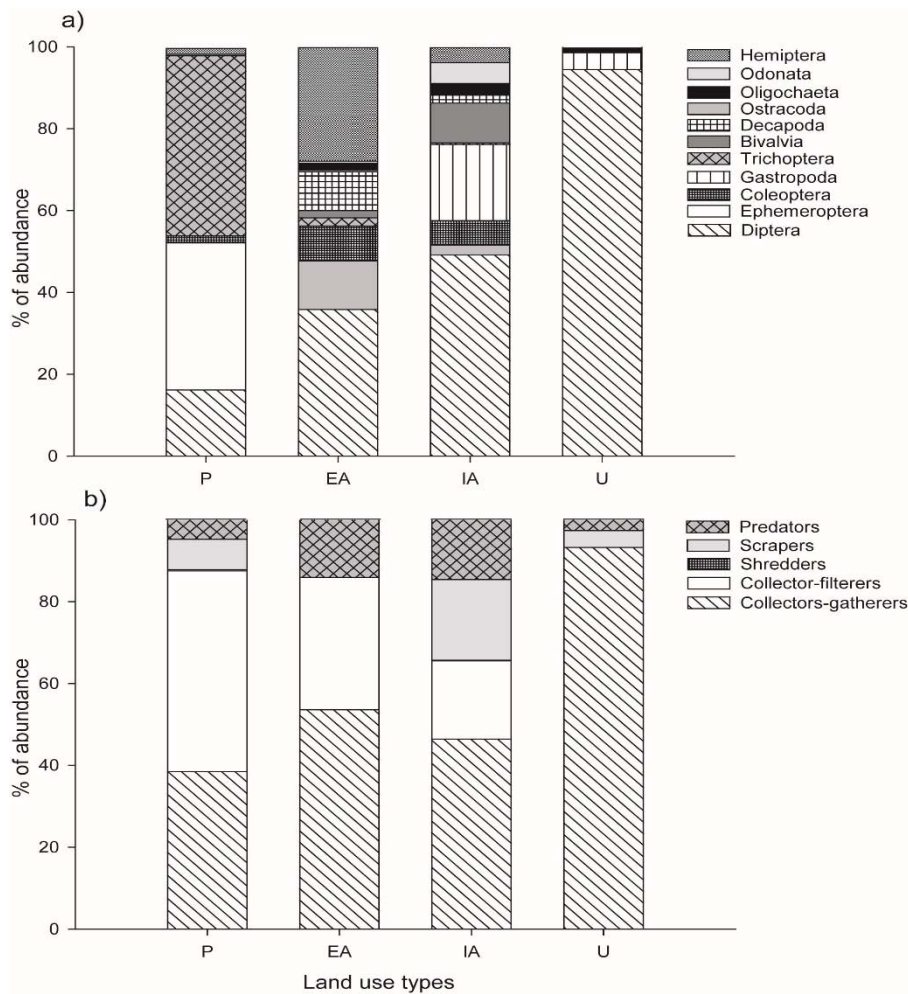 a)
% of abundance
100
80
60
40
20
0
P EA IA U
Hemiptera
Odonata
Oligochaeta
Ostracoda
Decapoda
Bivalvia
Trichoptera
Gastropoda
Coleoptera
Ephemeroptera
Diptera
b)
% of abundance
100
80
60
40
20
0
P EA IA U
Land use types
Predators
Scrapers
Shredders
Collector-filterers
Collectors-gatherers